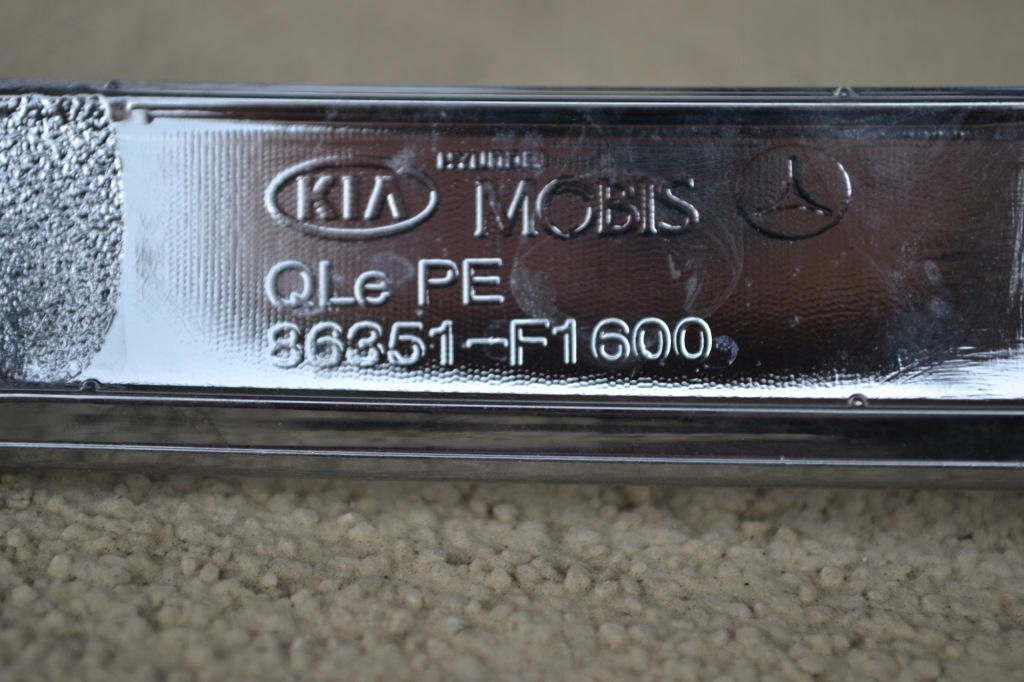 KIA HYUNDAI MOBIS
QLe PE
86351-F1600